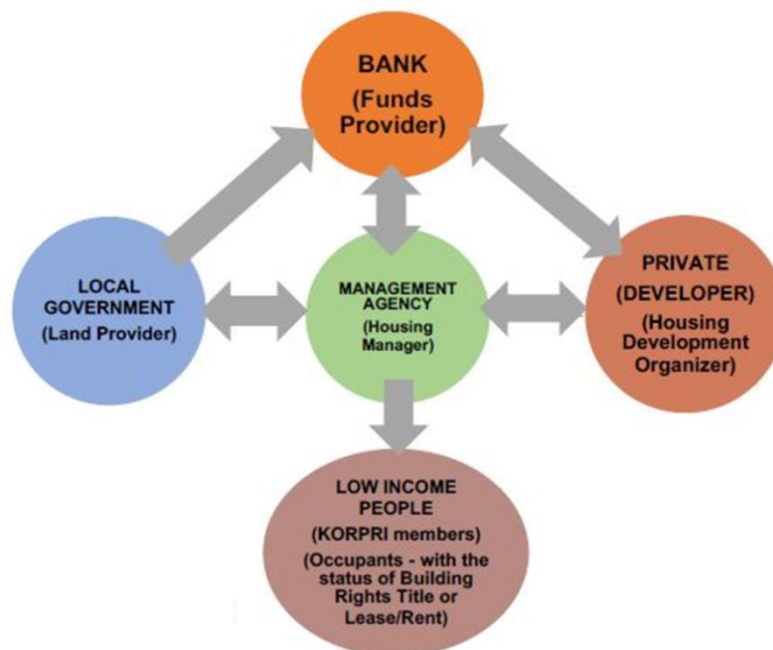 BANK
(Funds
Provider)
LOCAL
GOVERNMENT
(Land Provider)
MANAGEMENT
AGENCY
(Housing
Manager)
PRIVATE
(DEVELOPER)
(Housing
Development
Organizer)
LOW INCOME
PEOPLE
(KORPRI members)
(Occupants - with the
status of Building
Rights Title or
Lease/Rent)